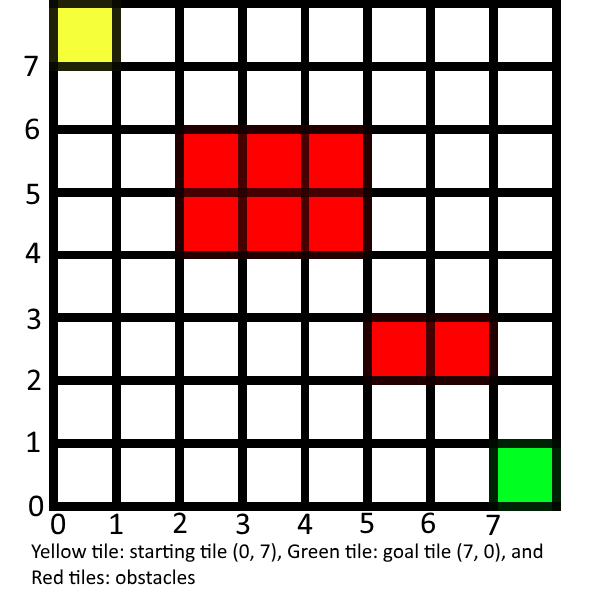 7
6
5
4
3
2
1
0
0 1 2 3 4 5 6 7
Yellow tile: starting tile (0, 7), Green tile: goal tile (7, 0), and
Red tiles: obstacles